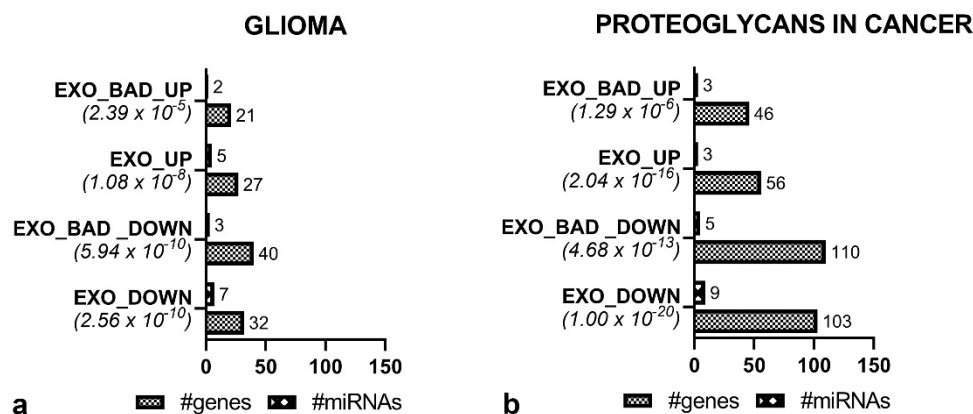 GLIOMA
EXO_BAD_UP
(2.39 x 10⁻⁵)
2
21
EXO_UP
(1.08 x 10⁻⁸)
5
27
EXO_BAD _DOWN
(5.94 x 10⁻¹⁰)
3
40
EXO_DOWN
(2.56 x 10⁻¹⁰)
7
32
0 50 100 150
a #genes #miRNAs
PROTEOGLYCANS IN CANCER
EXO_BAD_UP
(1.29 x 10⁻⁶)
3
46
EXO_UP
(2.04 x 10⁻¹⁶)
3
56
EXO_BAD _DOWN
(4.68 x 10⁻¹³)
5
110
EXO_DOWN
(1.00 x 10⁻²⁰)
9
103
0 50 100 150
b #genes #miRNAs